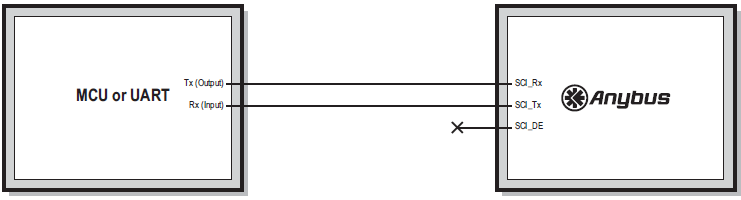 MCU or UART
Tx (Output)
Rx (Input)
SCI_Rx
SCI_Tx
SCI_DE
Anybus